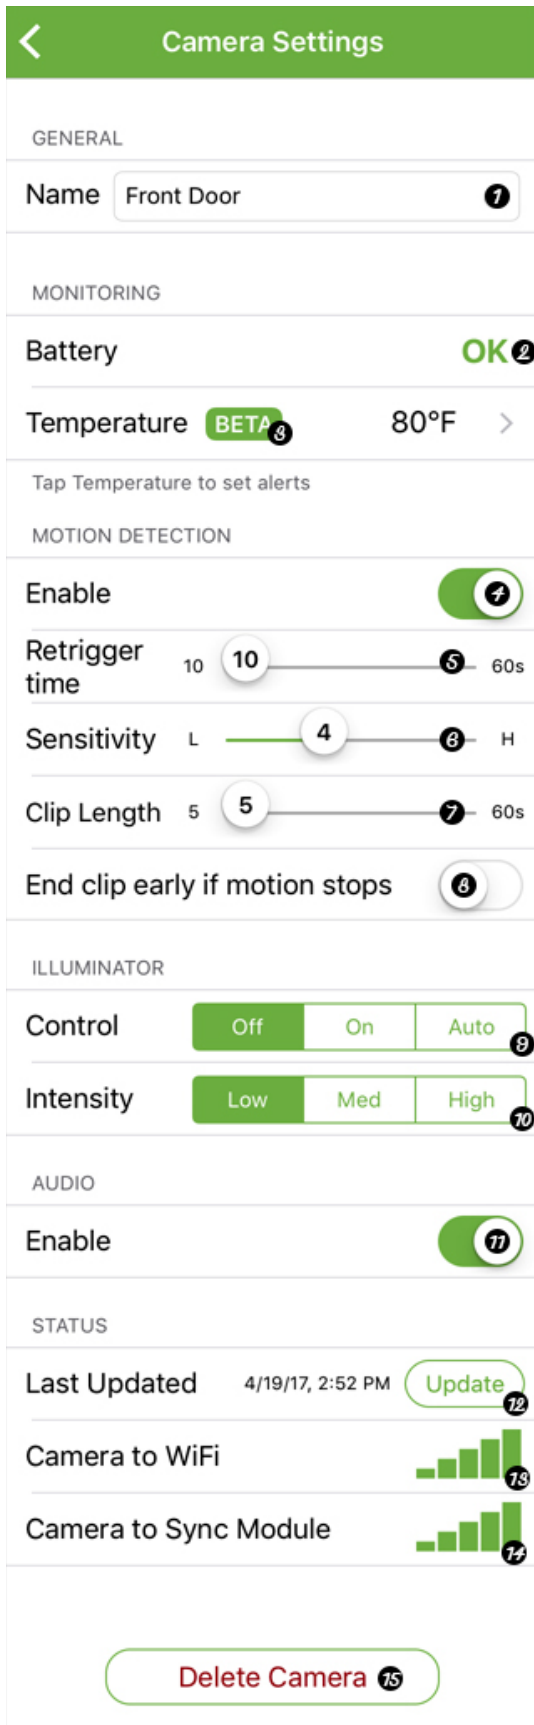 Camera Settings
GENERAL
Name Front Door 1
MONITORING
Battery OK 2
Temperature BETA 3 80°F
Tap Temperature to set alerts
MOTION DETECTION
Enable 4
Retrigger
time 10 10 5 60s
Sensitivity L 4 6 H
Clip Length 5 5 7 60s
End clip early if motion stops 8
ILLUMINATOR
Control Off On Auto 9
Intensity Low Med High 10
AUDIO
Enable 11
STATUS
Last Updated 4/19/17, 2:52 PM Update 12
Camera to WiFi 13
Camera to Sync Module 14
Delete Camera 15